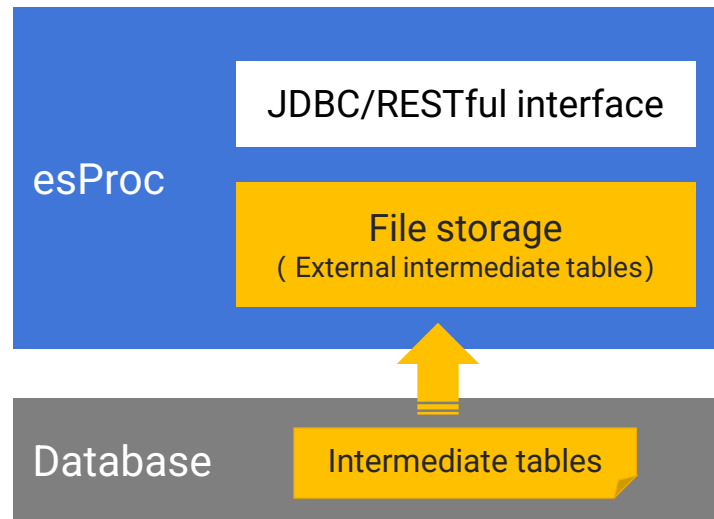 JDBC/RESTful interface
esProc
File storage
( External intermediate tables)
Database
Intermediate tables